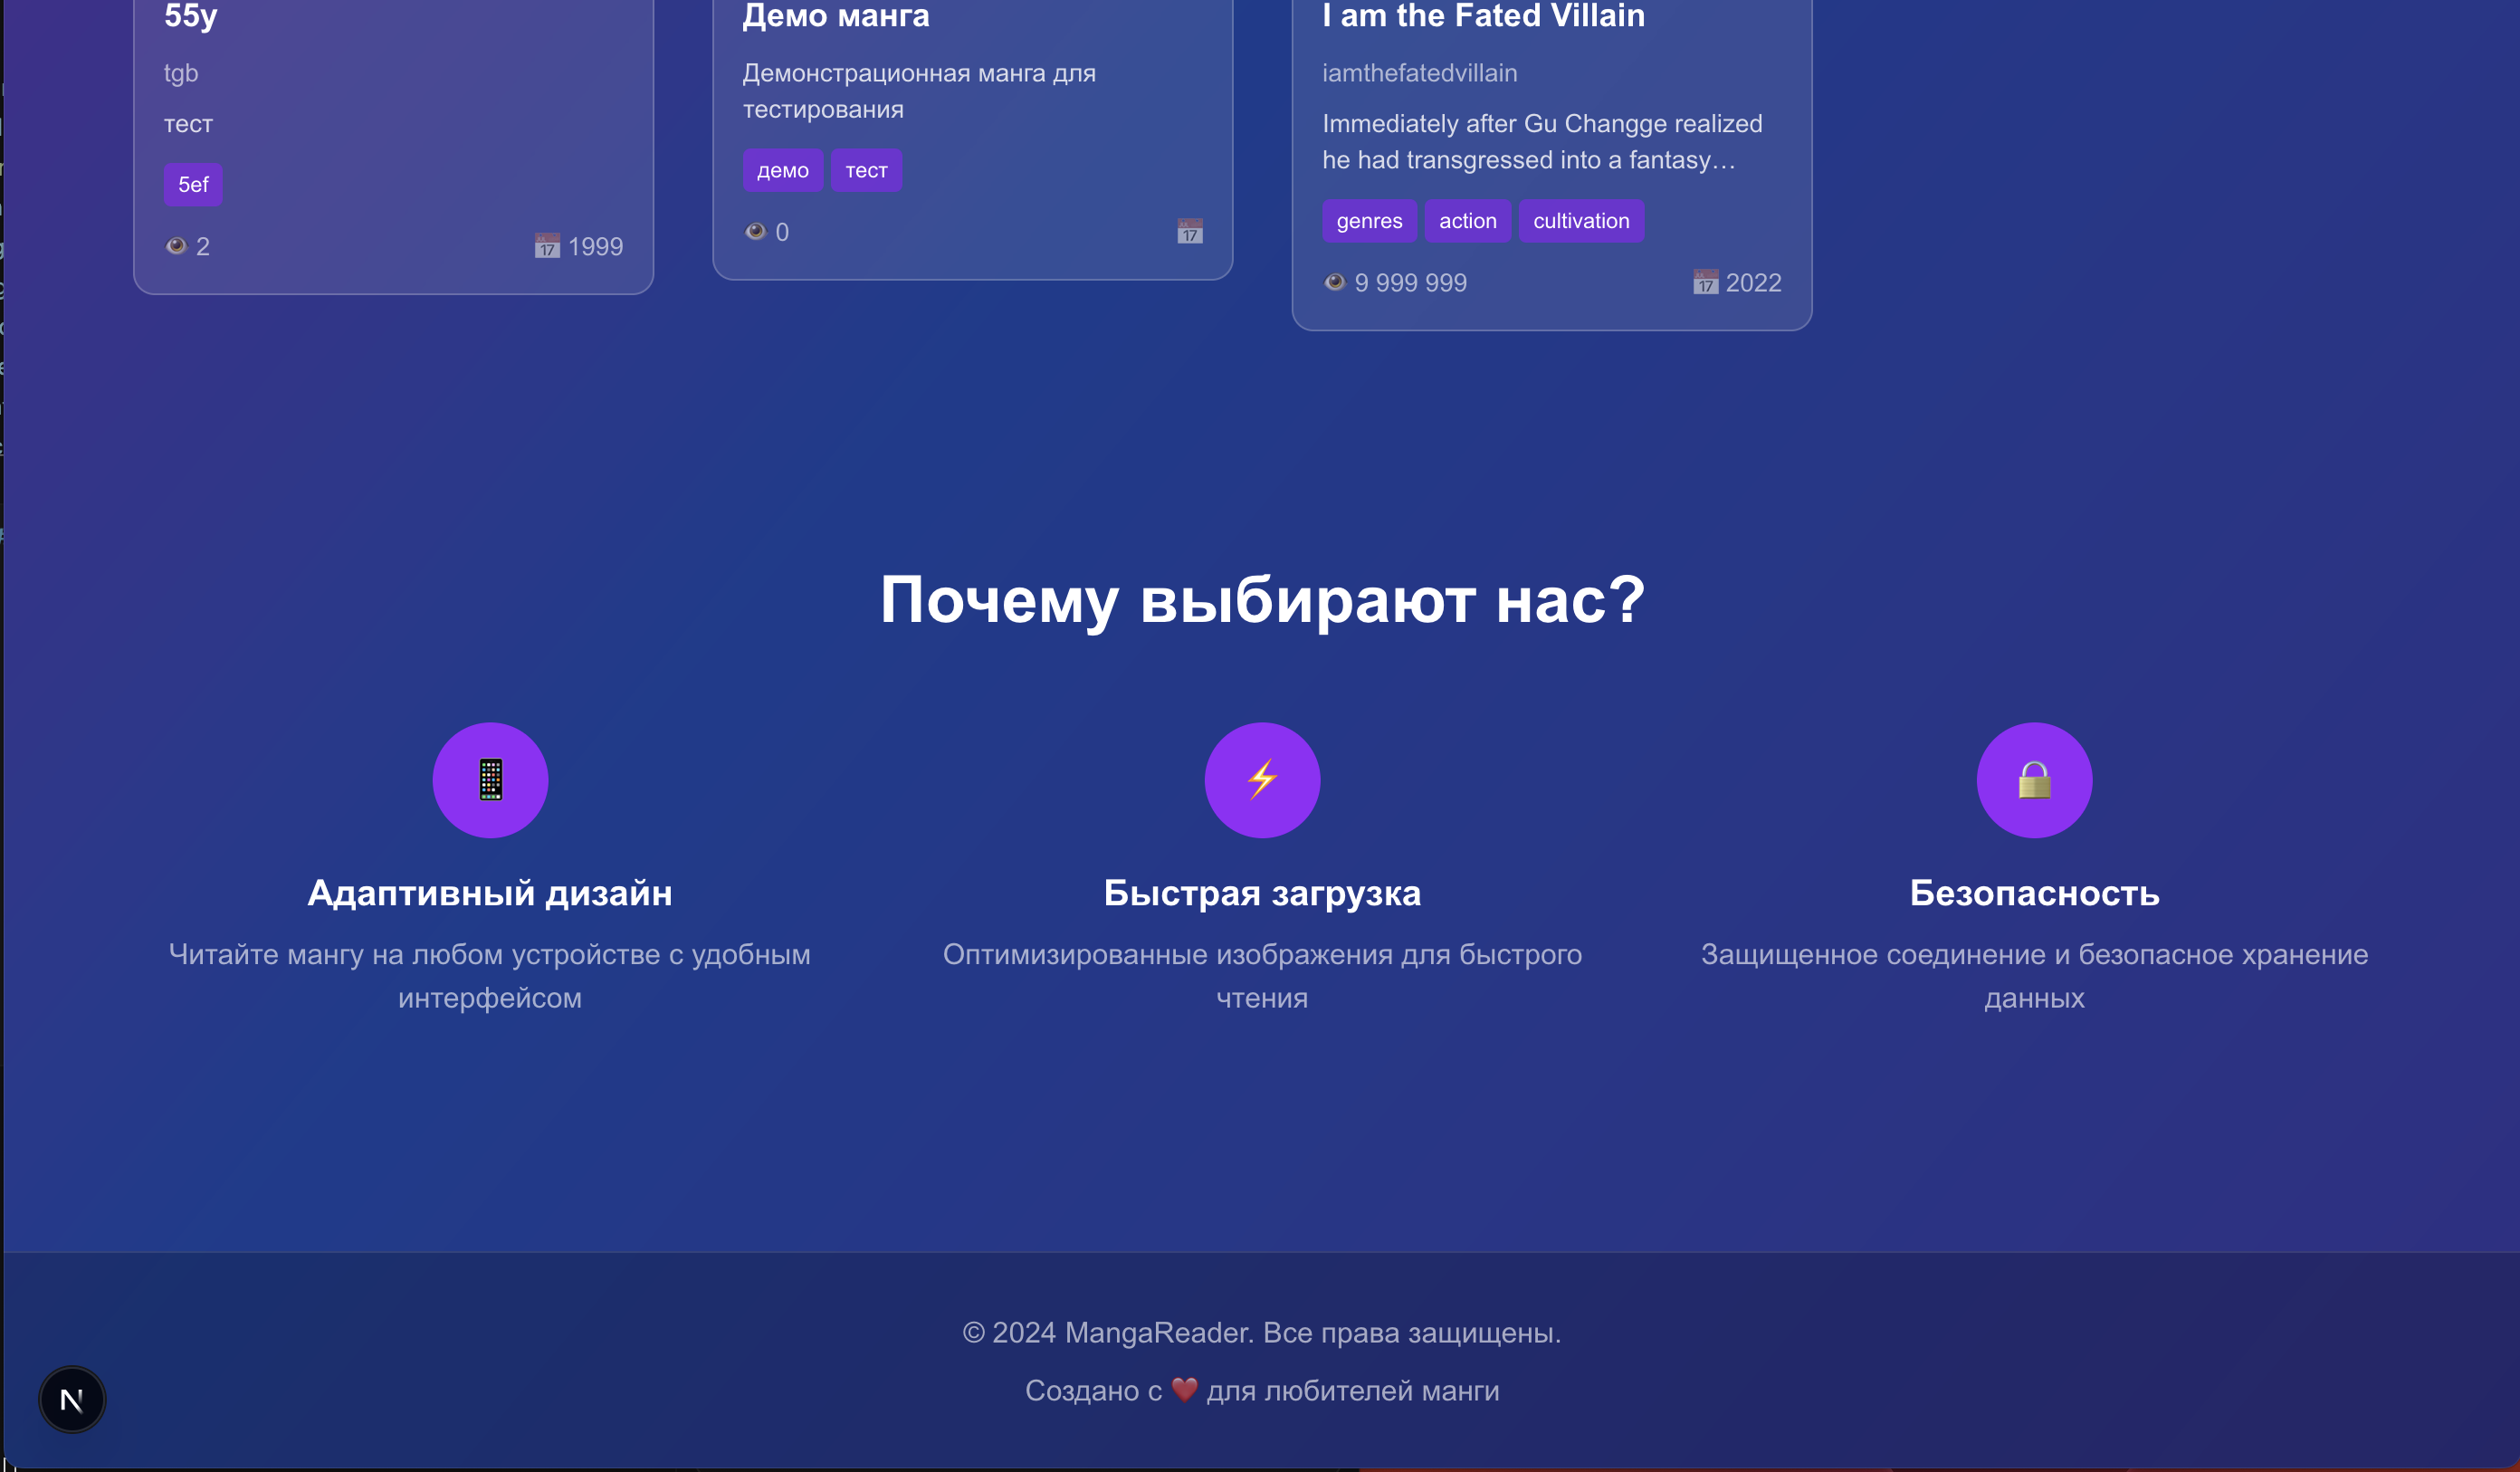 55y
tgb
тест
5ef
👁️ 2
📅 1999
Демо манга
Демонстрационная манга для
тестирования
демо тест
👁️ 0
📅
I am the Fated Villain
iamthefatedvillain
Immediately after Gu Changge realized
he had transgressed into a fantasy…
genres action cultivation
👁️ 9 999 999
📅 2022
Почему выбирают нас?
Адаптивный дизайн
Читайте мангу на любом устройстве с удобным
интерфейсом
Быстрая загрузка
Оптимизированные изображения для быстрого
чтения
Безопасность
Защищенное соединение и безопасное хранение
данных
© 2024 MangaReader. Все права защищены.
Создано с ❤️ для любителей манги
N